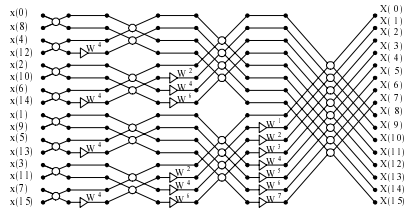 x(0) X( 0)
x(8) X( 1)
x(4) X( 2)
x(12) W 4 X( 3)
x(2) X( 4)
x(10) W 2 X( 5)
x(6) W 4 X( 6)
x(14) W 4 W 6 X( 7)
x(1) X( 8)
x(9) W 1 X( 9)
x(5) W 2 X(10)
x(13) W 4 W 3 X(11)
x(3) W 4 X(12)
x(11) W 2 W 5 X(13)
x(7) W 4 W 6 X(14)
x(15) W 4 W 6 W 7 X(15)